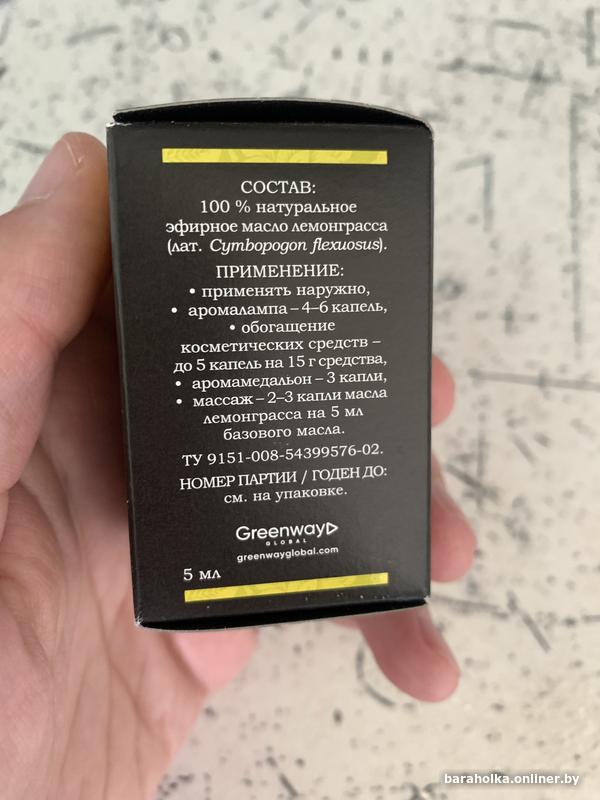 СОСТАВ:
100 % натуральное
эфирное масло лемонграсса
(лат. Cymbopogon flexuosus).
ПРИМЕНЕНИЕ:
• применять наружно,
• аромалампа – 4–6 капель,
• обогащение
косметических средств –
до 5 капель на 15 г средства,
• аромамедальон – 3 капли,
• массаж – 2–3 капли масла
лемонграсса на 5 мл
базового масла.
ТУ 9151-008-54399576-02.
НОМЕР ПАРТИИ / ГОДЕН ДО:
см. на упаковке.
Greenway
GLOBAL
greenwayglobal.com
5 мл
baraholka.onliner.by